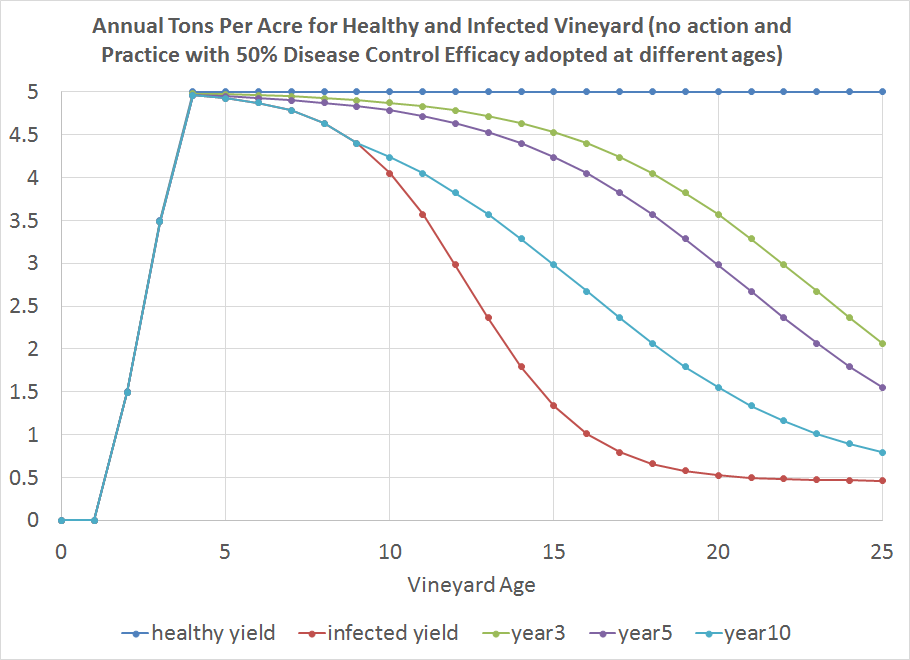 Annual Tons Per Acre for Healthy and Infected Vineyard (no action and
Practice with 50% Disease Control Efficacy adopted at different ages)
5
4.5
4
3.5
3
2.5
2
1.5
1
0.5
0
0 5 10 15 20 25
Vineyard Age
healthy yield infected yield year3 year5 year10